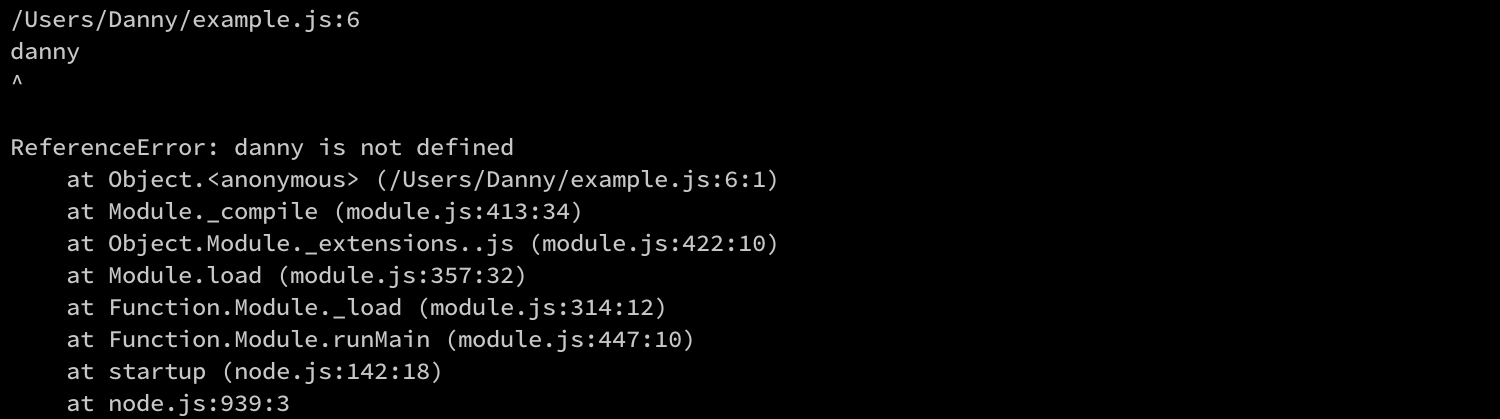 /Users/Danny/example.js:6
danny
^
ReferenceError: danny is not defined
    at Object.<anonymous> (/Users/Danny/example.js:6:1)
    at Module._compile (module.js:413:34)
    at Object.Module._extensions..js (module.js:422:10)
    at Module.load (module.js:357:32)
    at Function.Module._load (module.js:314:12)
    at Function.Module.runMain (module.js:447:10)
    at startup (node.js:142:18)
    at node.js:939:3